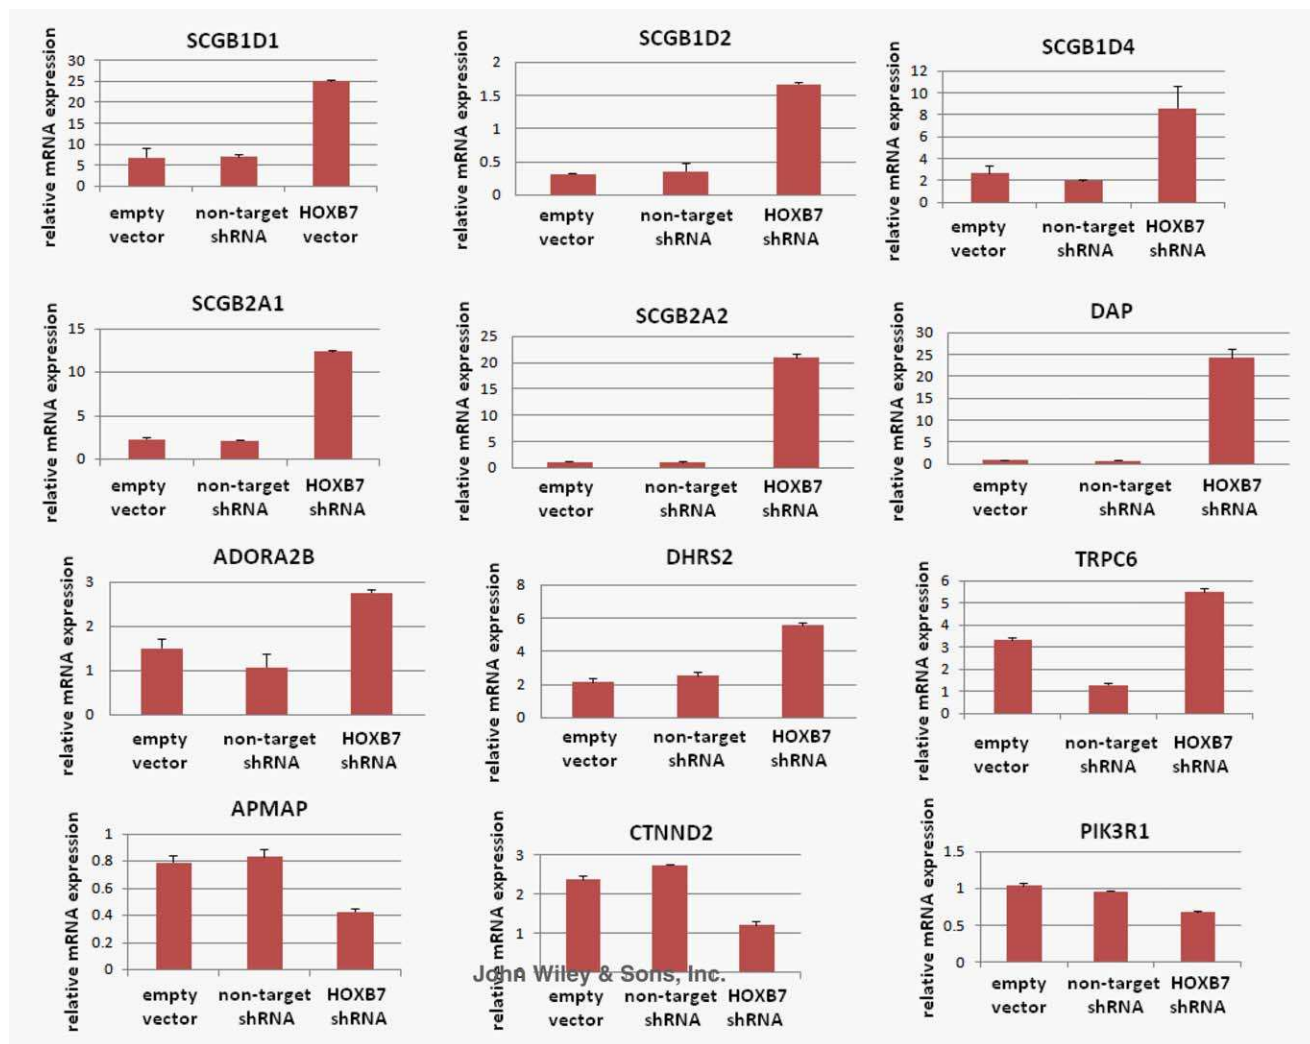 SCGB1D1
relative mRNA expression
30
25
20
15
10
5
0
empty vector
non-target shRNA
HOXB7 vector
SCGB1D2
relative mRNA expression
2
1.5
1
0.5
0
empty vector
non-target shRNA
HOXB7 shRNA
SCGB1D4
relative mRNA expression
12
10
8
6
4
2
0
empty vector
non-target shRNA
HOXB7 shRNA
SCGB2A1
relative mRNA expression
15
10
5
0
empty vector
non-target shRNA
HOXB7 shRNA
SCGB2A2
relative mRNA expression
25
20
15
10
5
0
empty vector
non-target shRNA
HOXB7 shRNA
DAP
relative mRNA expression
30
25
20
15
10
5
0
empty vector
non-target shRNA
HOXB7 shRNA
ADORA2B
relative mRNA expression
3
2
1
0
empty vector
non-target shRNA
HOXB7 shRNA
DHRS2
relative mRNA expression
8
6
4
2
0
empty vector
non-target shRNA
HOXB7 shRNA
TRPC6
relative mRNA expression
6
5
4
3
2
1
0
empty vector
non-target shRNA
HOXB7 shRNA
APMAP
relative mRNA expression
1
0.8
0.6
0.4
0.2
0
empty vector
non-target shRNA
HOXB7 shRNA
CTNND2
relative mRNA expression
3
2
1
0
empty vector
non-target shRNA
HOXB7 shRNA
PIK3R1
relative mRNA expression
1.5
1
0.5
0
empty vector
non-target shRNA
HOXB7 shRNA
John Wiley & Sons, Inc.